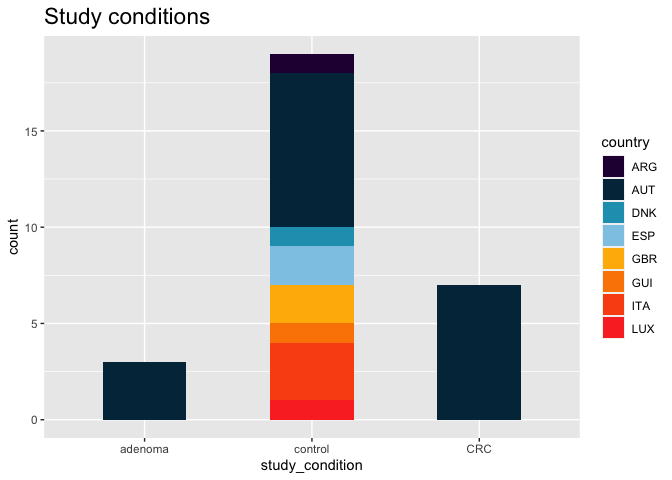 Study conditions
count
15
10
5
0
adenoma
control
CRC
study_condition
country
ARG
AUT
DNK
ESP
GBR
GUI
ITA
LUX